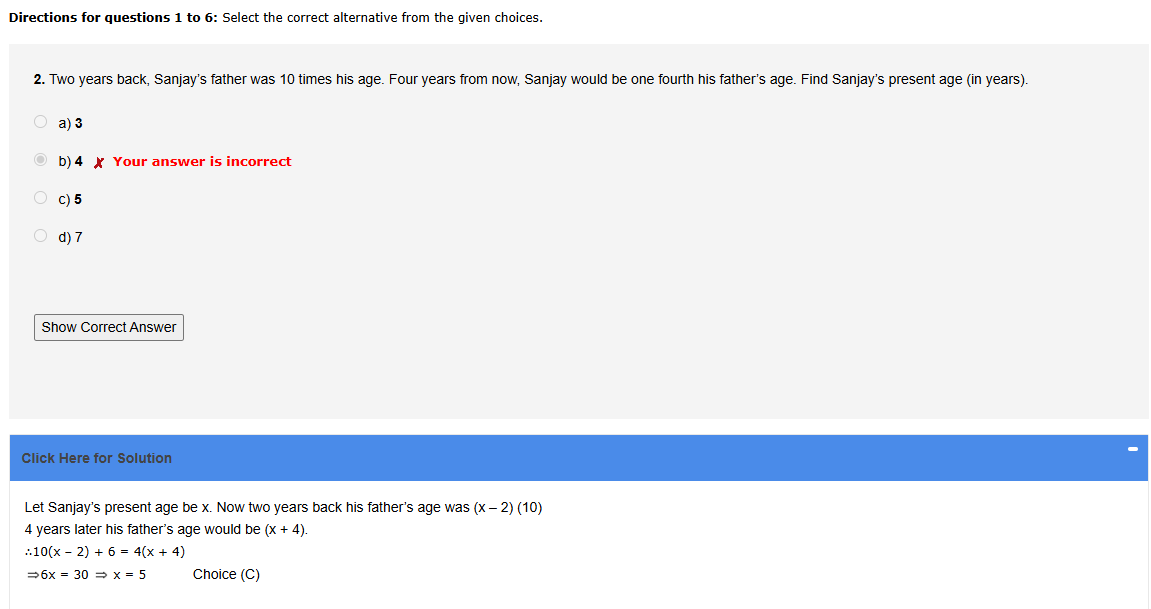 Directions for questions 1 to 6: Select the correct alternative from the given choices.
2. Two years back, Sanjay's father was 10 times his age. Four years from now, Sanjay would be one fourth his father's age. Find Sanjay's present age (in years).
a) 3
b) 4 ✗ Your answer is incorrect
c) 5
d) 7
Show Correct Answer
Click Here for Solution
Let Sanjay's present age be x. Now two years back his father's age was (x – 2) (10)
4 years later his father's age would be (x + 4).
∴10(x – 2) + 6 = 4(x + 4)
⇒6x = 30 ⇒ x = 5 Choice (C)